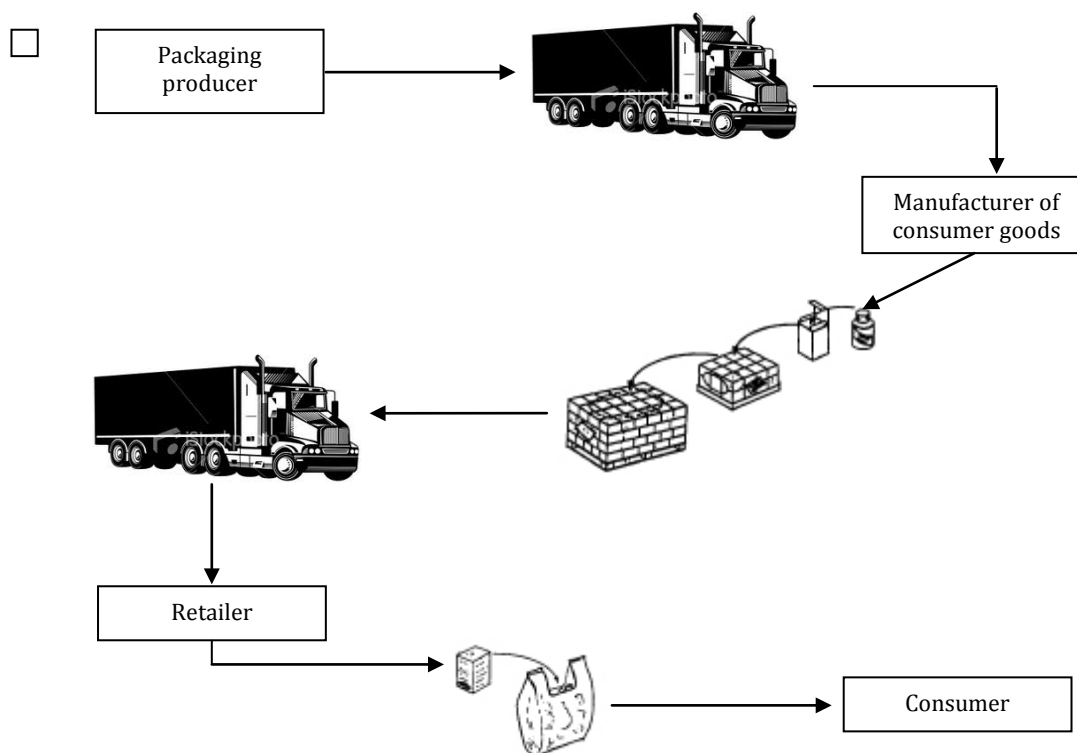 Packaging
producer
Manufacturer of
consumer goods
Retailer
Consumer